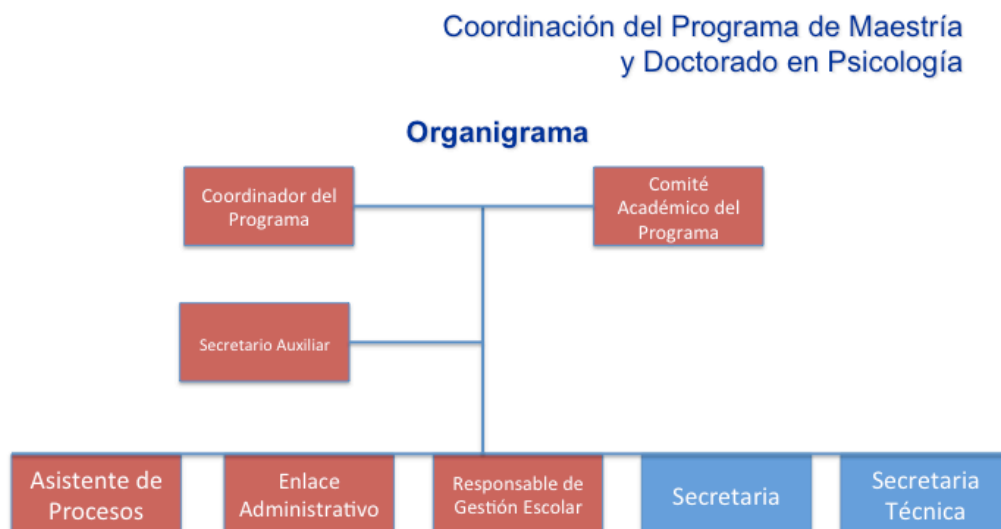 Coordinación del Programa de Maestría
y Doctorado en Psicología
Organigrama
Coordinador del
Programa
Comité
Académico del
Programa
Secretario Auxiliar
Asistente de
Procesos
Enlace
Administrativo
Responsable de
Gestión Escolar
Secretaria
Secretaria
Técnica